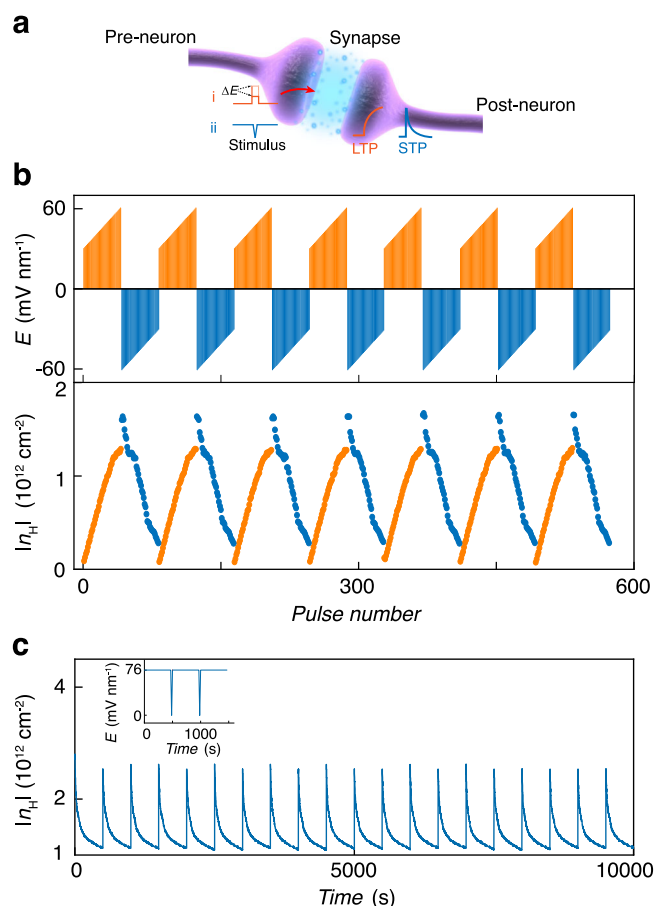 a
Pre-neuron
Synapse
Post-neuron
ΔE
i
ii
Stimulus
LTP
STP
b
60
0
-60
E (mV nm⁻¹)
2
1
0
|n_H| (10¹² cm⁻²)
0
300
600
Pulse number
c
4
2
1
|n_H| (10¹² cm⁻²)
76
0
E (mV nm⁻¹)
0
1000
Time (s)
0
5000
10000
Time (s)